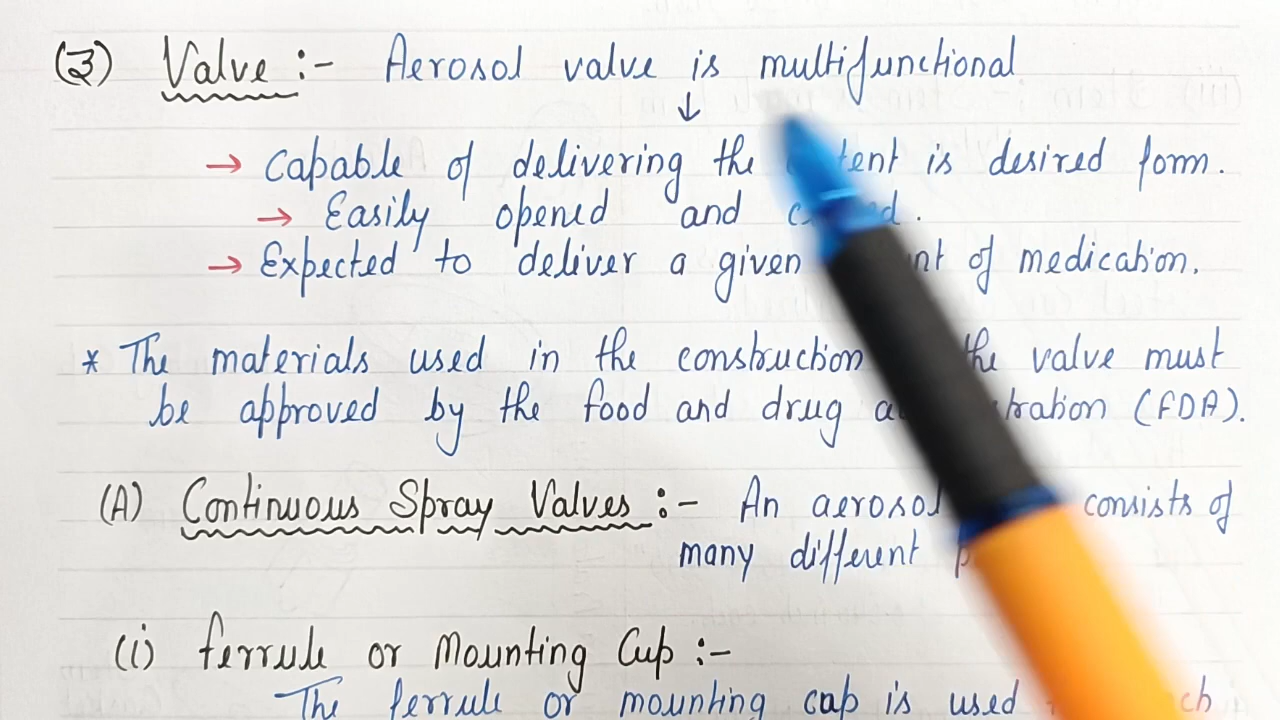 (3) Valve :- Aerosol valve is multifunctional
↓
→ Capable of delivering the is desired form.
→ Easily opened and
→ Expected to deliver a given of medication.
* The materials used in the construction the valve must
be approved by the food and drug (FDA).
(A) Continuous Spray Valves :- An aerosol consists of
many different
(i) ferrule or Mounting Cup :-
The ferrule or mounting cap is used